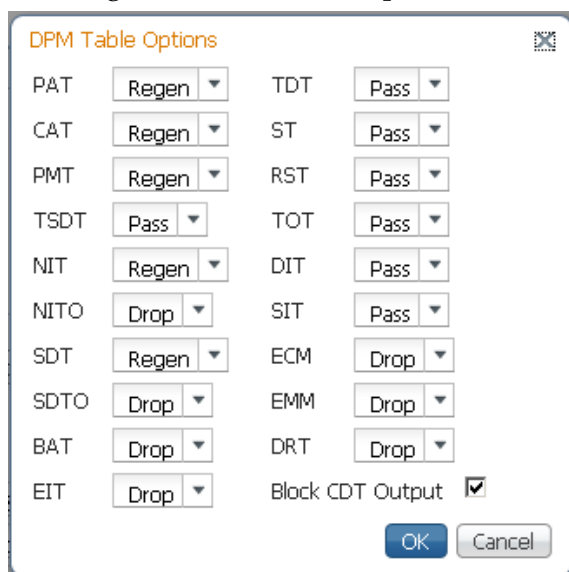 DPM Table Options
PAT Regen TDT Pass
CAT Regen ST Pass
PMT Regen RST Pass
TSDT Pass TOT Pass
NIT Regen DIT Pass
NITO Drop SIT Pass
SDT Regen ECM Drop
SDTO Drop EMM Drop
BAT Drop DRT Drop
EIT Drop Block CDT Output
OK Cancel